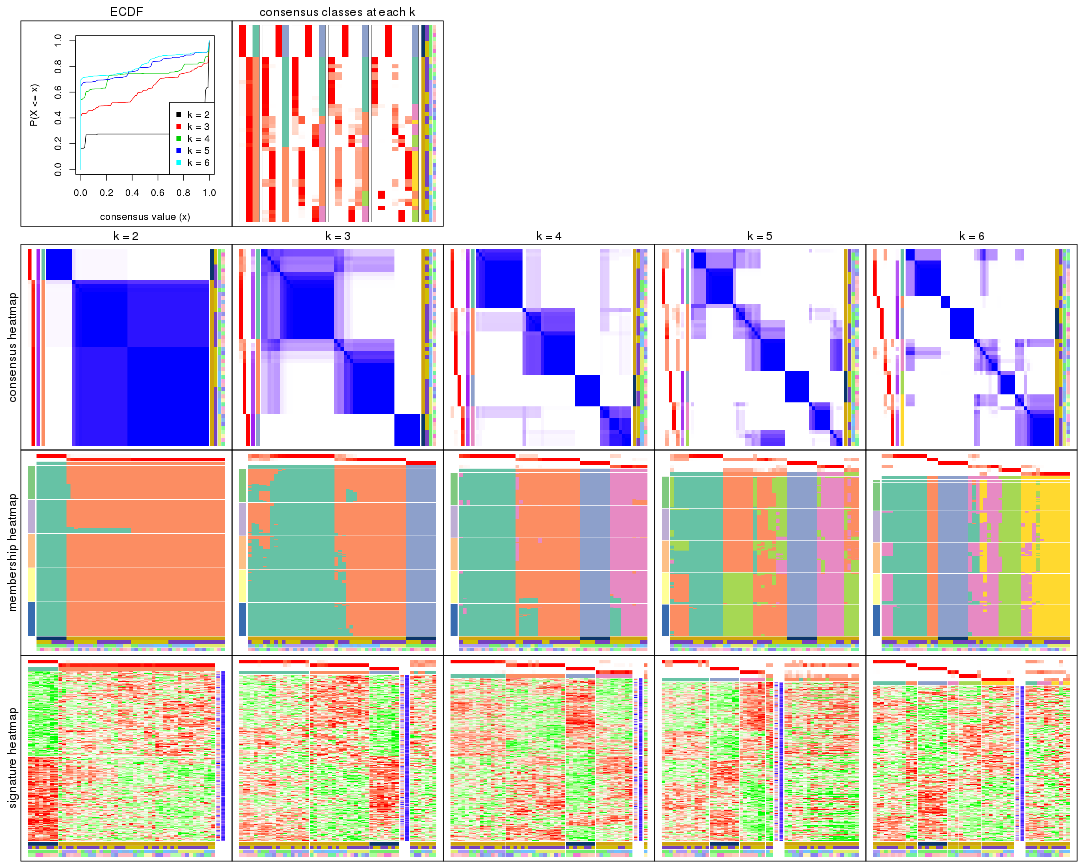 ECDF
consensus classes at each k
P(X <= x)
0.0 0.2 0.4 0.6 0.8 1.0
k = 2
k = 3
k = 4
k = 5
k = 6
0.0 0.2 0.4 0.6 0.8 1.0
consensus value (x)
k = 2
k = 3
k = 4
k = 5
k = 6
consensus heatmap
membership heatmap
signature heatmap